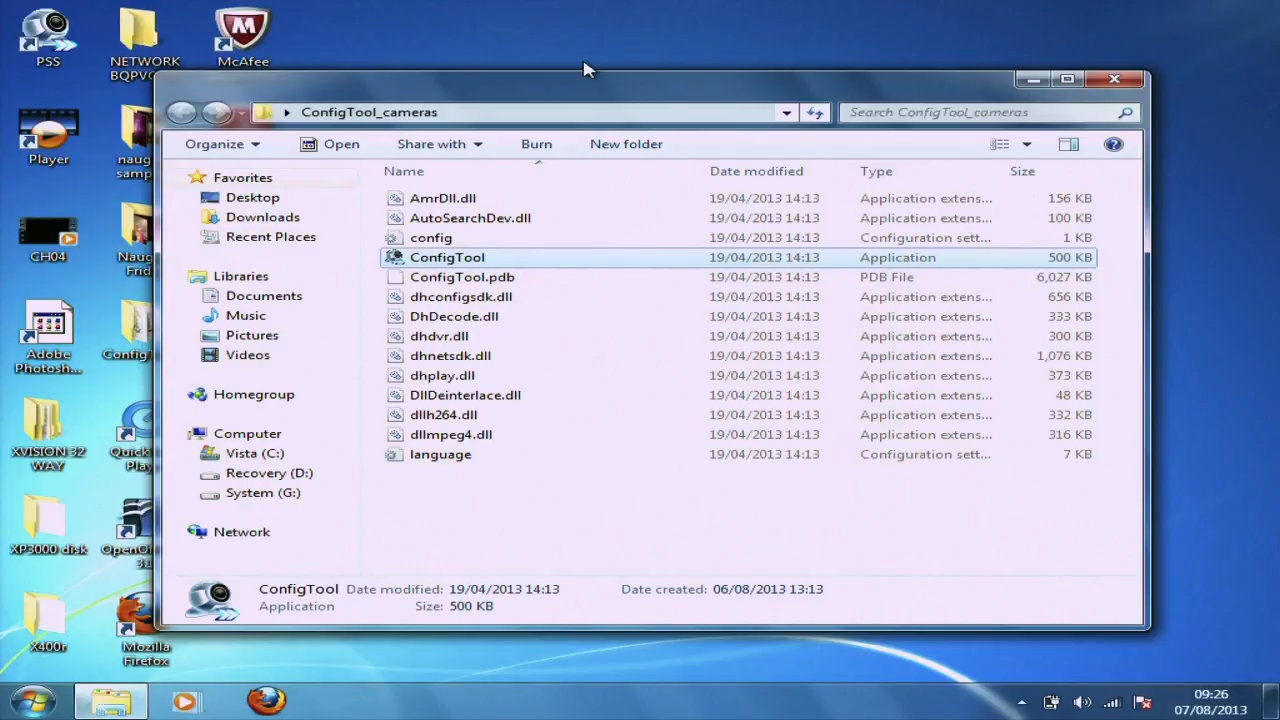 PSS
NETWORK
McAfee
Player
naug
CH04
Naug
Frid
Adobe
Photosh...
Config
XVISION 32
WAY
Quick
Play
XP3000 disk
OpenO
X400r
Mozilla
Firefox
ConfigTool_cameras
Search ConfigTool_cameras
Organize Open Share with Burn New folder
Name Date modified Type Size
Favorites
Desktop
Downloads
Recent Places
Libraries
Documents
Music
Pictures
Videos
Homegroup
Computer
Vista (C:)
Recovery (D:)
System (G:)
Network
AmrDll.dll 19/04/2013 14:13 Application extens... 156 KB
AutoSearchDev.dll 19/04/2013 14:13 Application extens... 100 KB
config 19/04/2013 14:13 Configuration sett... 1 KB
ConfigTool 19/04/2013 14:13 Application 500 KB
ConfigTool.pdb 19/04/2013 14:13 PDB File 6,027 KB
dhconfigsdk.dll 19/04/2013 14:13 Application extens... 656 KB
DhDecode.dll 19/04/2013 14:13 Application extens... 333 KB
dhdvr.dll 19/04/2013 14:13 Application extens... 300 KB
dhnetsdk.dll 19/04/2013 14:13 Application extens... 1,076 KB
dhplay.dll 19/04/2013 14:13 Application extens... 373 KB
DllDeinterlace.dll 19/04/2013 14:13 Application extens... 48 KB
dllh264.dll 19/04/2013 14:13 Application extens... 332 KB
dllmpeg4.dll 19/04/2013 14:13 Application extens... 316 KB
language 19/04/2013 14:13 Configuration sett... 7 KB
ConfigTool Date modified: 19/04/2013 14:13 Date created: 06/08/2013 13:13
Application Size: 500 KB
09:26
07/08/2013